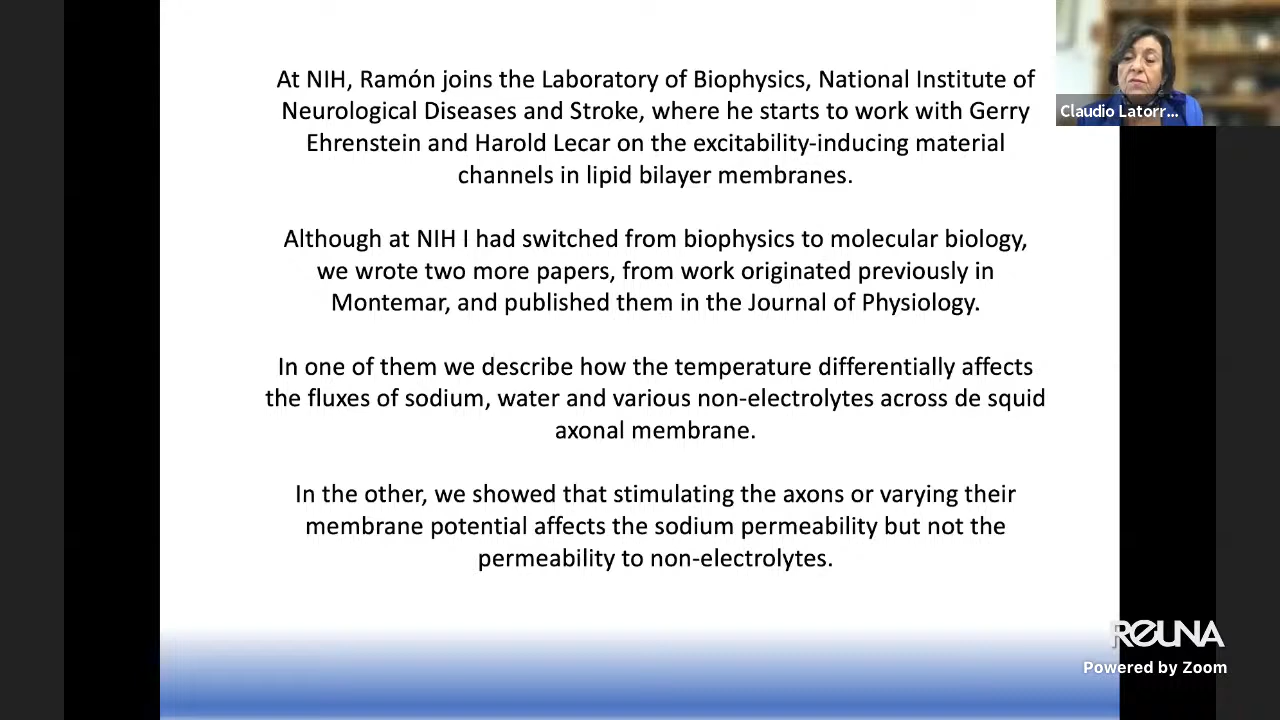 At NIH, Ramón joins the Laboratory of Biophysics, National Institute of
Neurological Diseases and Stroke, where he starts to work with Gerry
Ehrenstein and Harold Lecar on the excitability-inducing material
channels in lipid bilayer membranes.
Although at NIH I had switched from biophysics to molecular biology,
we wrote two more papers, from work originated previously in
Montemar, and published them in the Journal of Physiology.
In one of them we describe how the temperature differentially affects
the fluxes of sodium, water and various non-electrolytes across de squid
axonal membrane.
In the other, we showed that stimulating the axons or varying their
membrane potential affects the sodium permeability but not the
permeability to non-electrolytes.
Claudio Latorr...
REUNA
Powered by Zoom